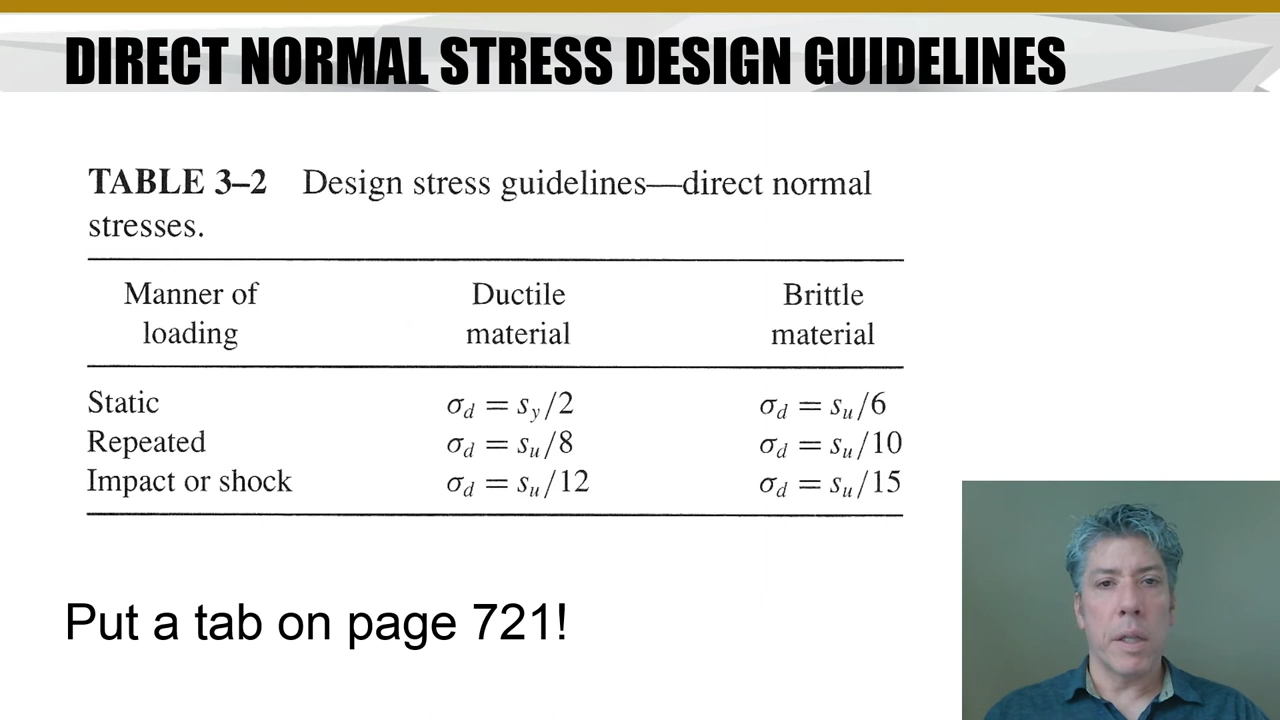 DIRECT NORMAL STRESS DESIGN GUIDELINES
TABLE 3–2 Design stress guidelines—direct normal
stresses.
Manner of loading Ductile material Brittle material
Static σd = sy/2 σd = su/6
Repeated σd = su/8 σd = su/10
Impact or shock σd = su/12 σd = su/15
Put a tab on page 721!